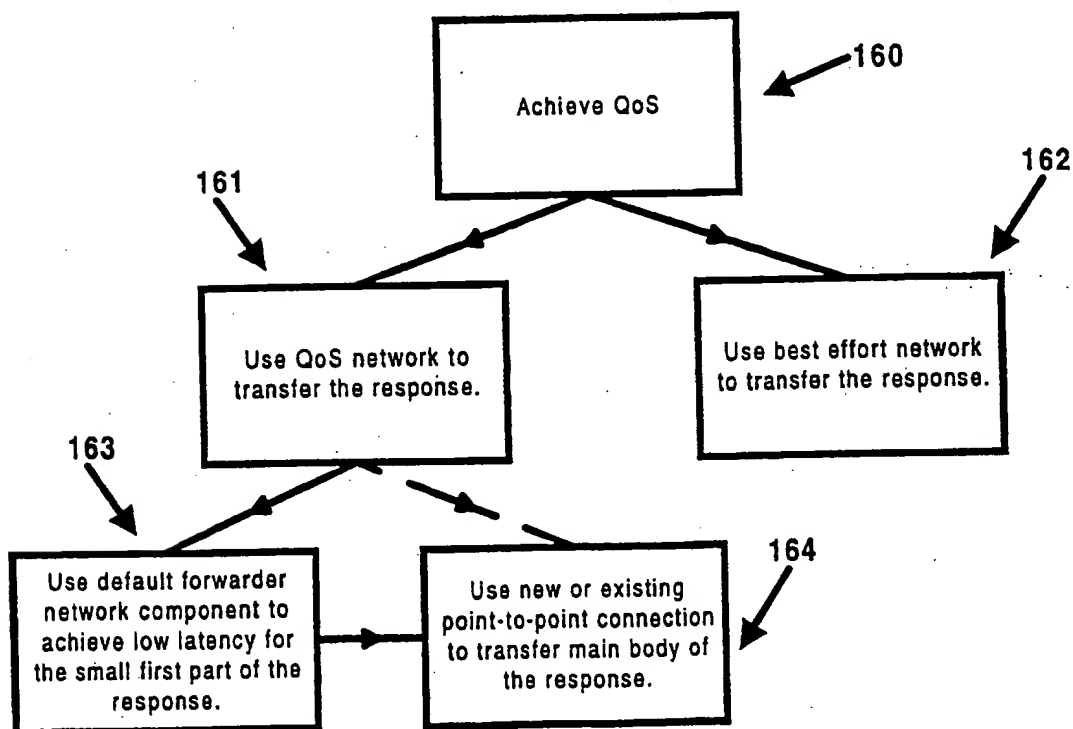 160
Achieve QoS
161
162
Use QoS network to
transfer the response.
Use best effort network
to transfer the response.
163
164
Use default forwarder
network component to
achieve low latency for
the small first part of the
response.
Use new or existing
point-to-point connection
to transfer main body of
the response.